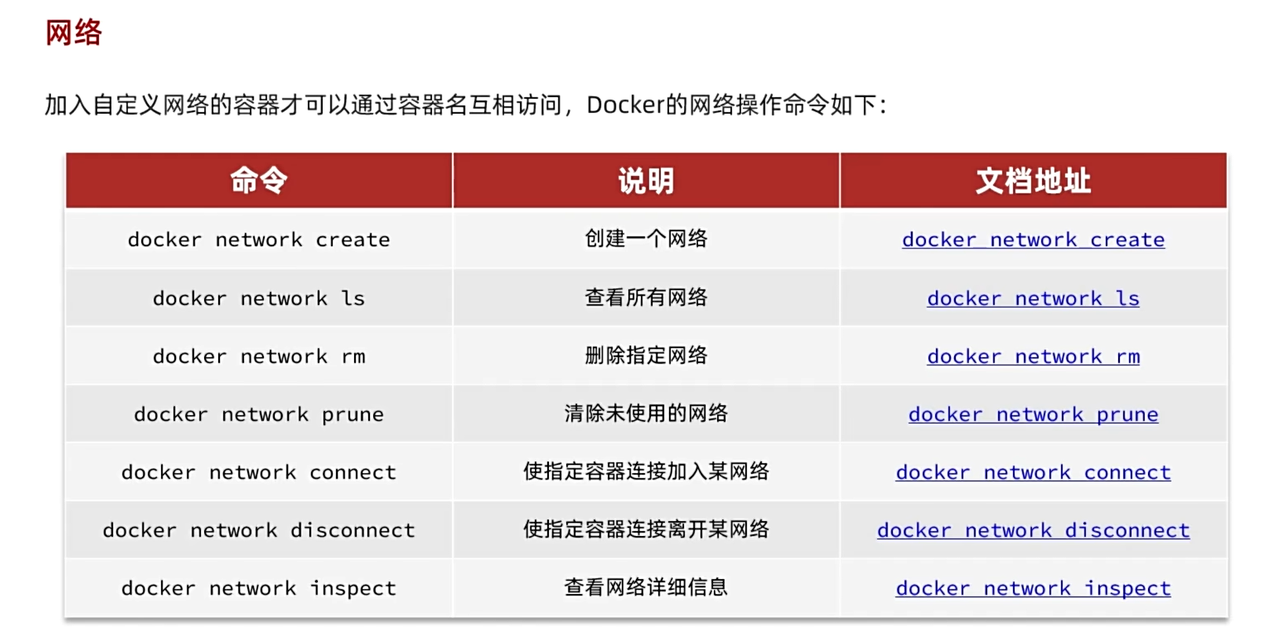 网络
加入自定义网络的容器才可以通过容器名互相访问，Docker的网络操作命令如下：
命令 说明 文档地址
docker network create 创建一个网络 docker network create
docker network ls 查看所有网络 docker network ls
docker network rm 删除指定网络 docker network rm
docker network prune 清除未使用的网络 docker network prune
docker network connect 使指定容器连接加入某网络 docker network connect
docker network disconnect 使指定容器连接离开某网络 docker network disconnect
docker network inspect 查看网络详细信息 docker network inspect